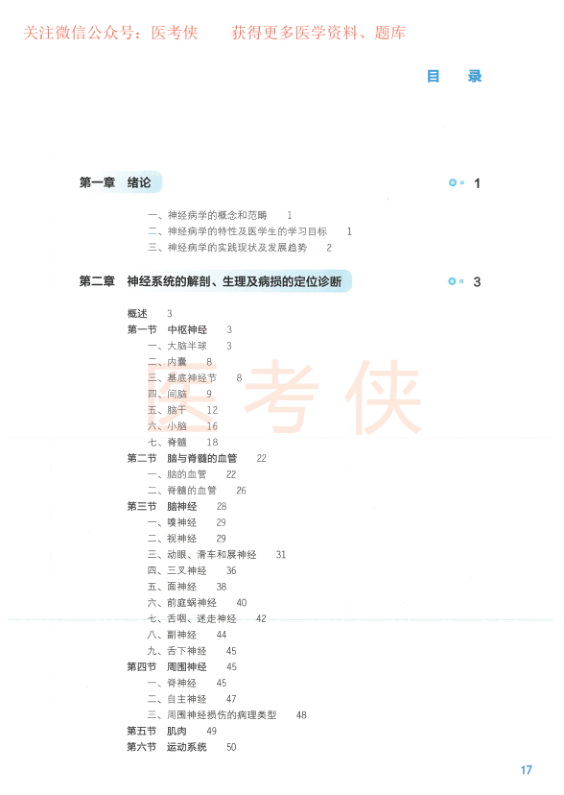 关注微信公众号：医考侠 获得更多医学资料、题库
目 录
第一章 绪论 1
一、神经病学的概念和范畴 1
二、神经病学的特性及医学生的学习目标 1
三、神经病学的实践现状及发展趋势 2
第二章 神经系统的解剖、生理及病损的定位诊断 3
概述 3
第一节 中枢神经 3
一、大脑半球 3
二、内囊 8
三、基底神经节 8
四、间脑 9
五、脑干 12
六、小脑 16
七、脊髓 18
医考侠
第二节 脑与脊髓的血管 22
一、脑的血管 22
二、脊髓的血管 26
第三节 脑神经 28
一、嗅神经 29
二、视神经 29
三、动眼、滑车和展神经 31
四、三叉神经 36
五、面神经 38
六、前庭蜗神经 40
七、舌咽、迷走神经 42
八、副神经 44
九、舌下神经 45
第四节 周围神经 45
一、脊神经 45
二、自主神经 47
三、周围神经损伤的病理类型 48
第五节 肌肉 49
第六节 运动系统 50
17